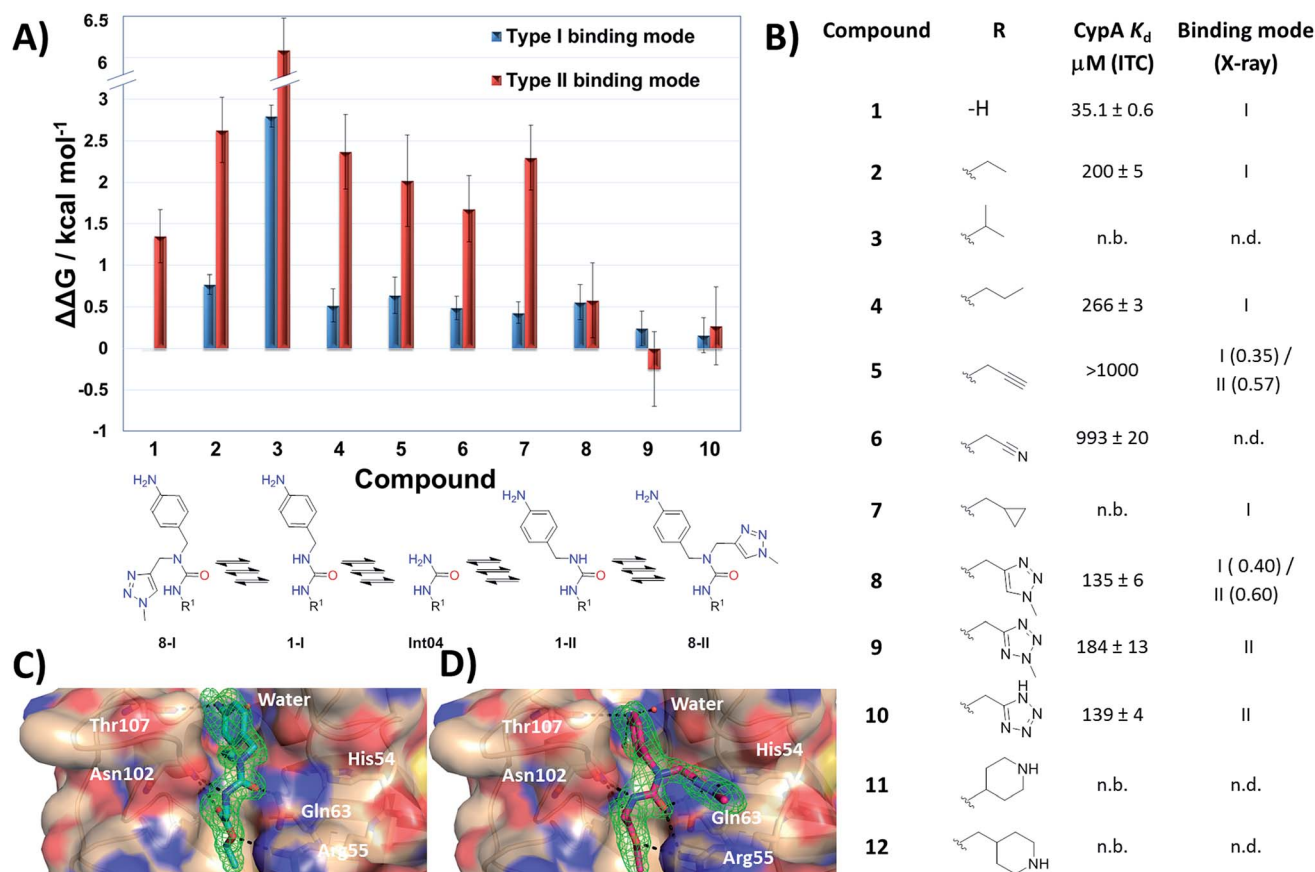 A)
6.5
6
3
2.5
2
1.5
1
0.5
0
-0.5
-1
ΔΔG / kcal mol⁻¹
Type I binding mode
Type II binding mode
1 2 3 4 5 6 7 8 9 10
Compound
H₂N
N
O
N
N
N
HN
R¹
8-I
H₂N
HN
O
HN
R¹
1-I
H₂N
O
HN
R¹
Int04
H₂N
NH
O
HN
R¹
1-II
H₂N
N
N
N
N
O
HN
R¹
8-II
B)
Compound R CypA Kd Binding mode
μM (ITC) (X-ray)
1 -H 35.1 ± 0.6 I
2 200 ± 5 I
3 n.b. n.d.
4 266 ± 3 I
5 >1000 I (0.35) /
II (0.57)
6 N 993 ± 20 n.d.
7 n.b. I
8 N N N 135 ± 6 I ( 0.40) /
II (0.60)
9 N N N N 184 ± 13 II
10 H N N N N 139 ± 4 II
11 NH n.b. n.d.
12 NH n.b. n.d.
C)
Water
Thr107
His54
Asn102
Gln63
Arg55
D)
Water
Thr107
His54
Asn102
Gln63
Arg55